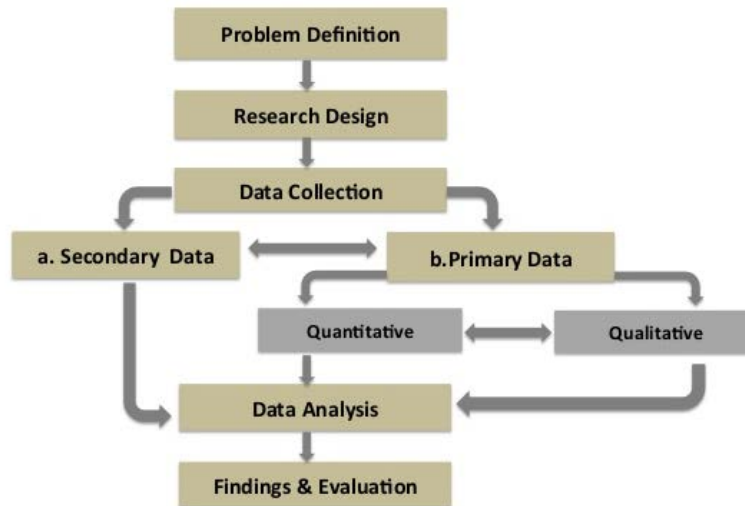 Problem Definition
Research Design
Data Collection
a. Secondary Data
b.Primary Data
Quantitative
Qualitative
Data Analysis
Findings & Evaluation